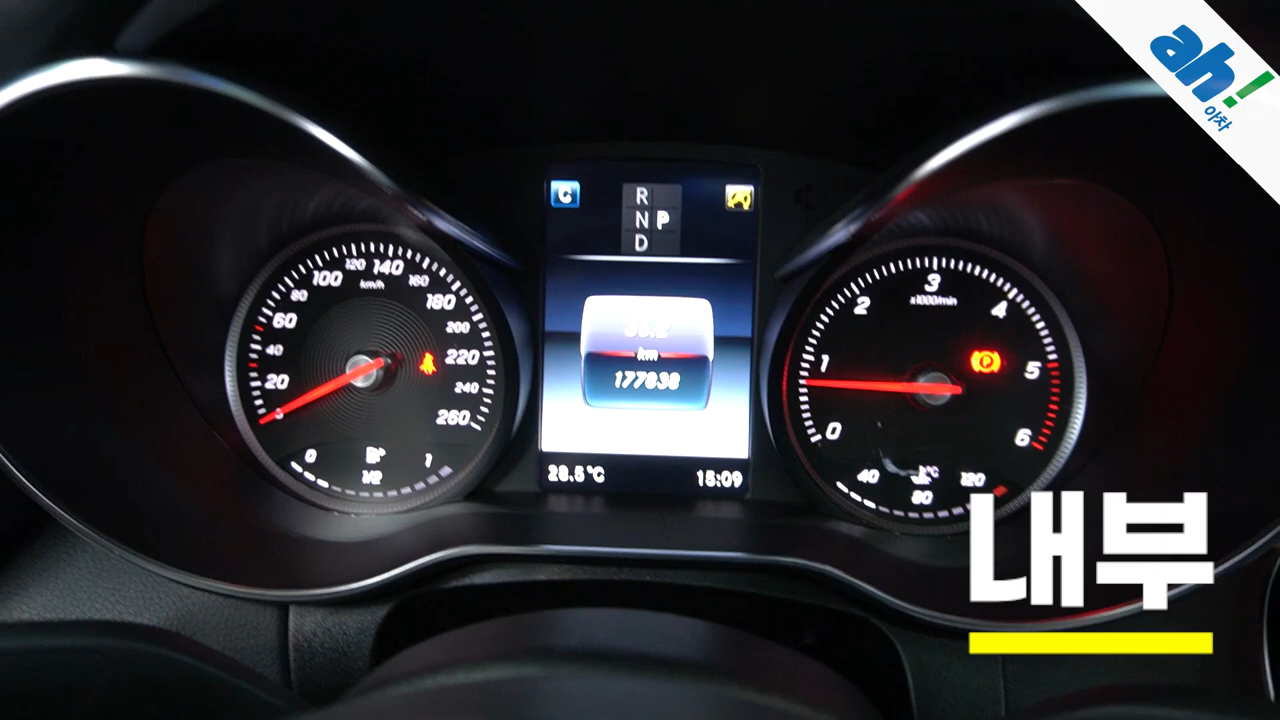 ah!
아차
R
N P
D
C
km
177838
28.5°C
15:09
0
20
40
60
80
100
120
140
160
180
200
220
240
260
km/h
0
1/2
1
0
1
2
3
4
5
6
x1000/min
P
40
80
120
°C
내부